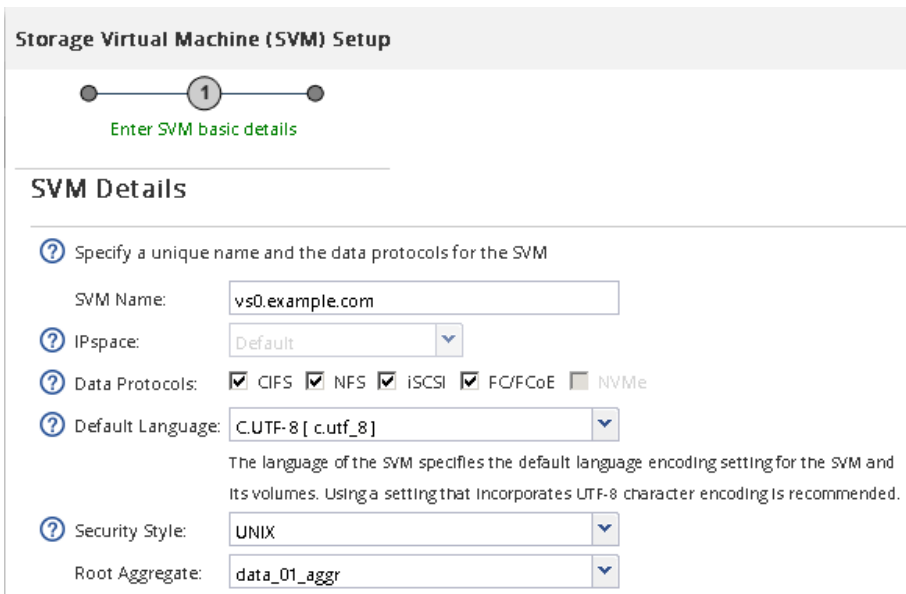 Storage Virtual Machine (SVM) Setup
1
Enter SVM basic details
SVM Details
? Specify a unique name and the data protocols for the SVM
SVM Name: vs0.example.com
? IPspace: Default
? Data Protocols: CIFS NFS iSCSI FC/FCoE NVMe
? Default Language: C.UTF-8 [ c.utf_8 ]
The language of the SVM specifies the default language encoding setting for the SVM and
its volumes. Using a setting that incorporates UTF-8 character encoding is recommended.
? Security Style: UNIX
Root Aggregate: data_01_aggr